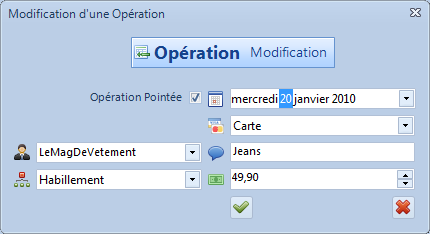 Modification d'une Opération
Opération Modification
Opération Pointée mercredi 20 janvier 2010
Carte
LeMagDeVetement Jeans
Habillement 49,90